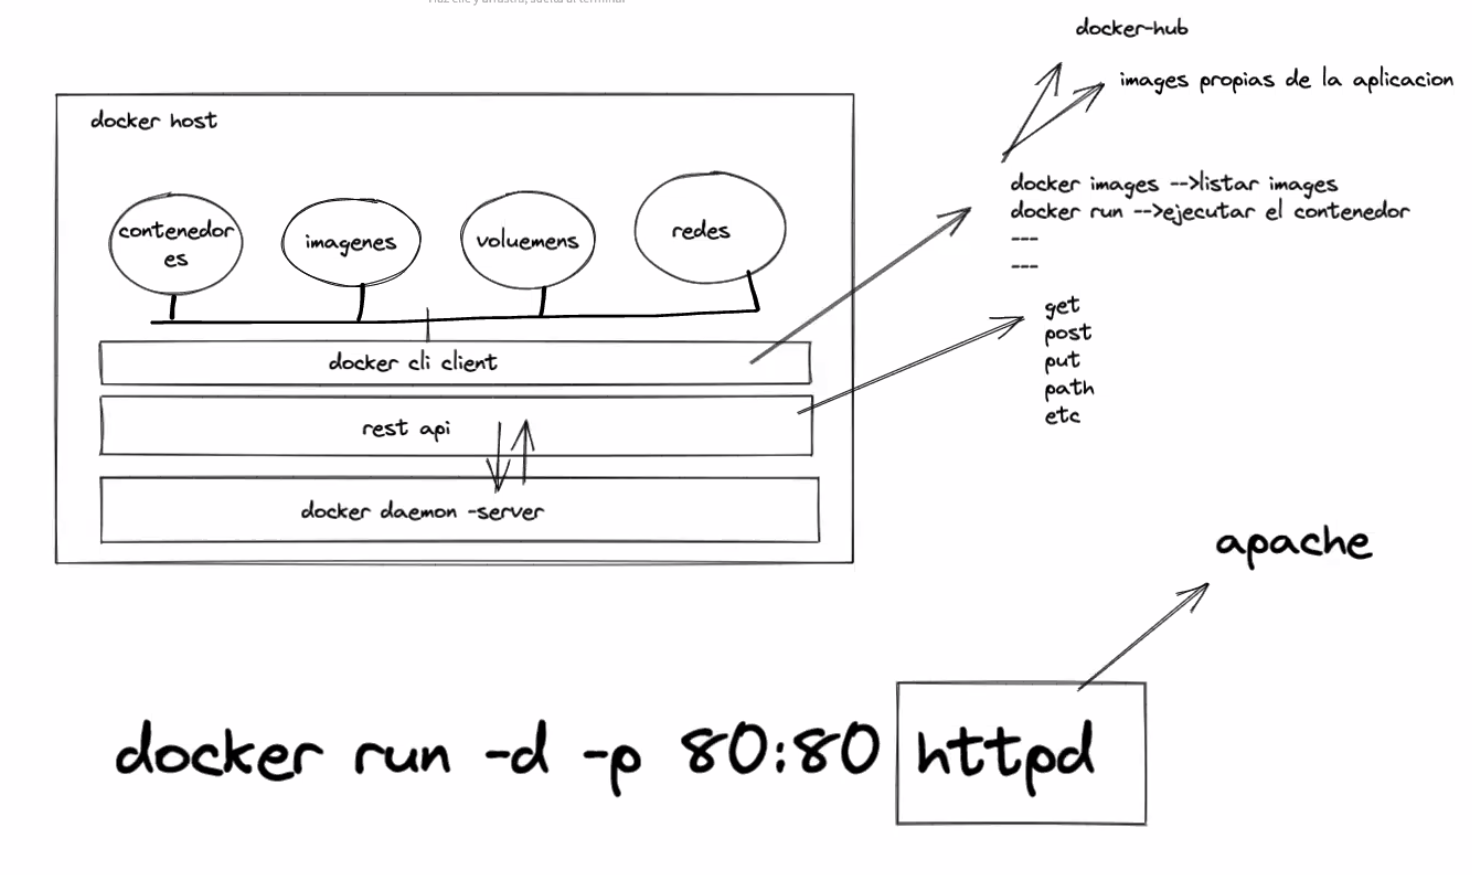 docker-hub
images propias de la aplicacion
docker host
contenedor
es
imagenes
voluemens
redes
docker images -->listar images
docker run -->ejecutar el contenedor
---
---
docker cli client
rest api
docker daemon -server
get
post
put
path
etc
apache
docker run -d -p 80:80 httpd